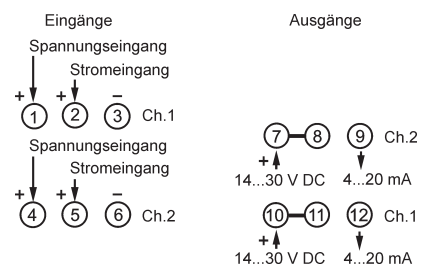 Eingänge
Spannungseingang
Stromeingang
+ + –
1 2 3 Ch.1
Spannungseingang
Stromeingang
+ + –
4 5 6 Ch.2
Ausgänge
7 8 9 Ch.2
+
14...30 V DC 4...20 mA
10 11 12 Ch.1
+
14...30 V DC 4...20 mA